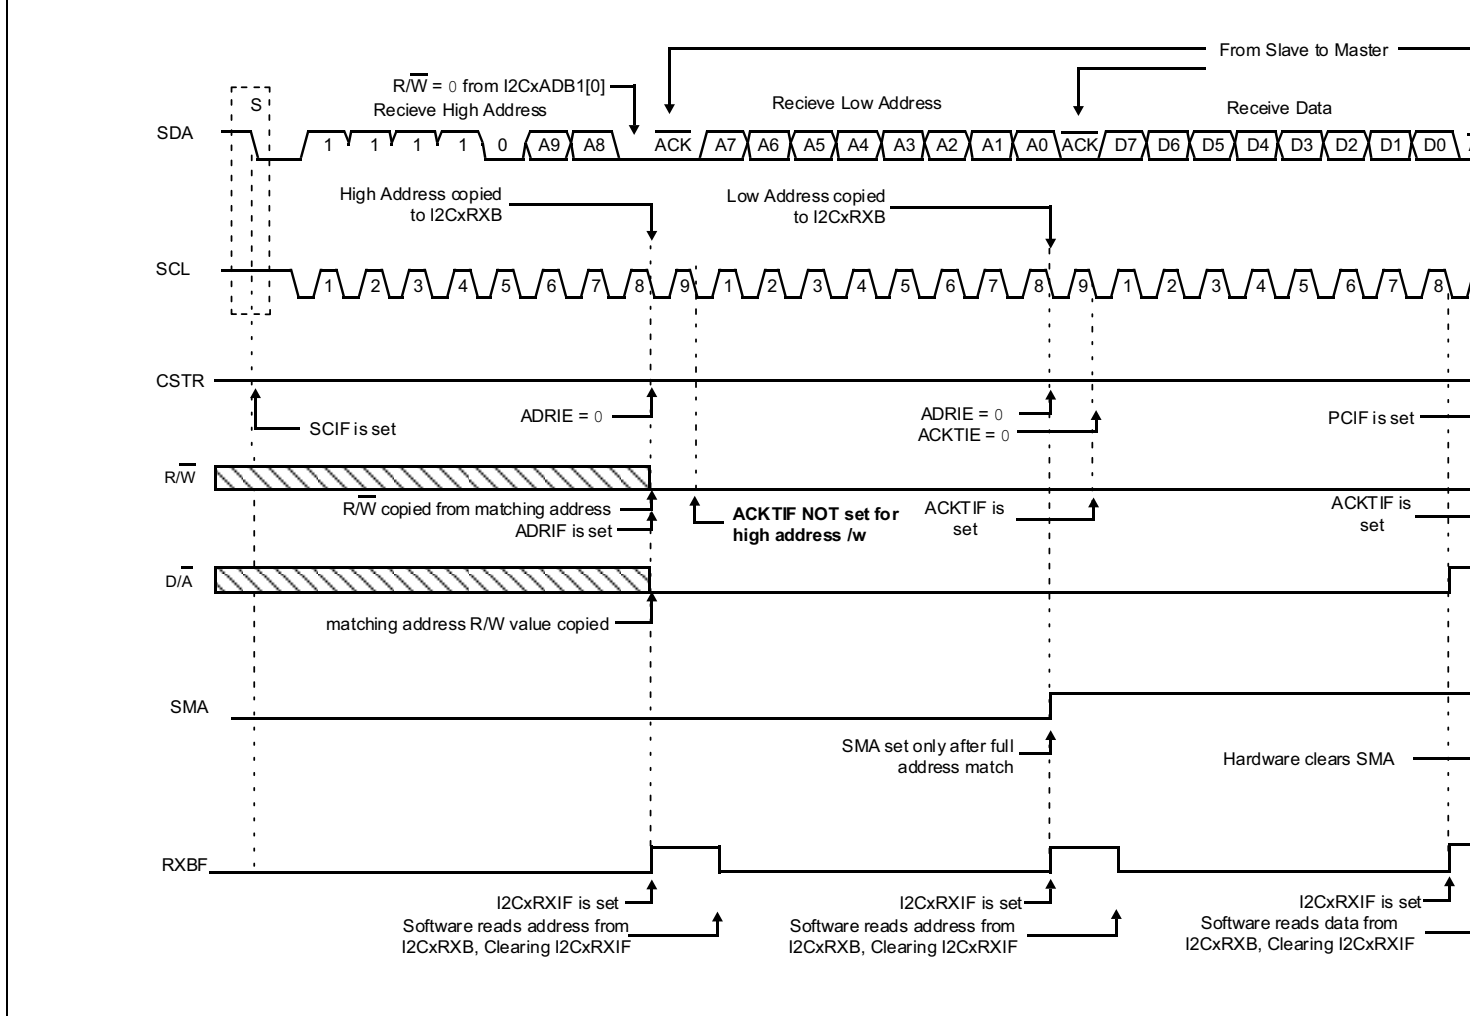 From Slave to Master
R/W = 0 from I2CxADB1[0]
Recieve High Address
Recieve Low Address
Receive Data
S
SDA
1 1 1 1 0 A9 A8 ACK A7 A6 A5 A4 A3 A2 A1 A0 ACK D7 D6 D5 D4 D3 D2 D1 D0
High Address copied
to I2CxRXB
Low Address copied
to I2CxRXB
SCL
1 2 3 4 5 6 7 8 9 1 2 3 4 5 6 7 8 9 1 2 3 4 5 6 7 8
CSTR
SCIF is set
ADRIE = 0
ADRIE = 0
ACKTIE = 0
PCIF is set
R/W
R/W copied from matching address
ADRIF is set
ACKTIF NOT set for
high address /w
ACKTIF is
set
ACKTIF is
set
D/A
matching address R/W value copied
SMA
SMA set only after full
address match
Hardware clears SMA
RXBF
I2CxRXIF is set
Software reads address from
I2CxRXB, Clearing I2CxRXIF
I2CxRXIF is set
Software reads address from
I2CxRXB, Clearing I2CxRXIF
I2CxRXIF is set
Software reads data from
I2CxRXB, Clearing I2CxRXIF